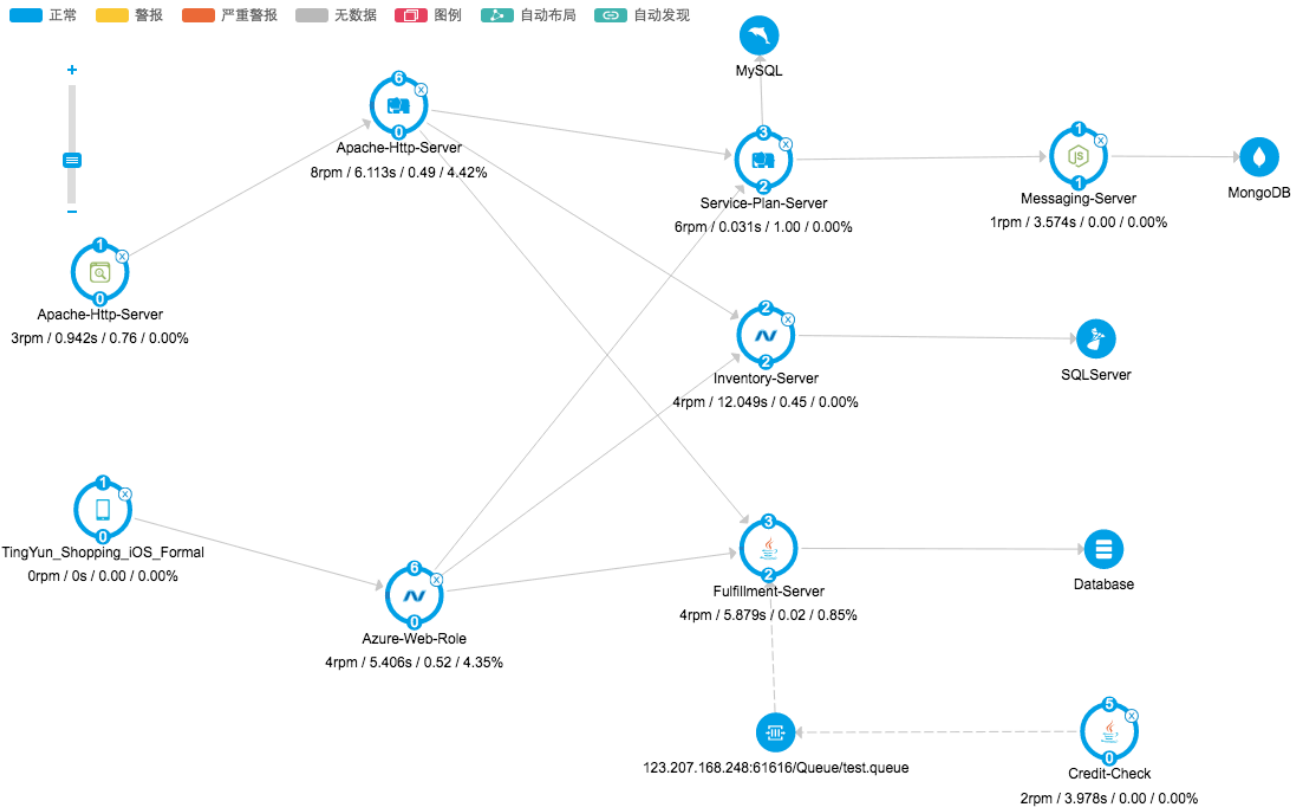 正常 警报 严重警报 无数据 图例 自动布局 自动发现
MySQL
+
6
X
0
Apache-Http-Server
8rpm / 6.113s / 0.49 / 4.42%
3
X
2
Service-Plan-Server
6rpm / 0.031s / 1.00 / 0.00%
1
X
JS
1
Messaging-Server
1rpm / 3.574s / 0.00 / 0.00%
MongoDB
−
1
X
0
Apache-Http-Server
3rpm / 0.942s / 0.76 / 0.00%
2
X
2
Inventory-Server
4rpm / 12.049s / 0.45 / 0.00%
SQLServer
1
X
0
TingYun_Shopping_iOS_Formal
0rpm / 0s / 0.00 / 0.00%
6
X
0
Azure-Web-Role
4rpm / 5.406s / 0.52 / 4.35%
3
2
Fulfillment-Server
4rpm / 5.879s / 0.02 / 0.85%
Database
123.207.168.248:61616/Queue/test.queue
5
X
0
Credit-Check
2rpm / 3.978s / 0.00 / 0.00%